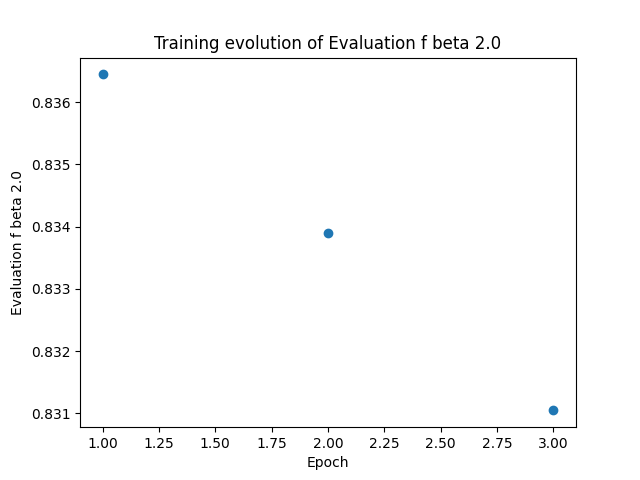 Training evolution of Evaluation f beta 2.0
0.836
0.835
0.834
0.833
0.832
0.831
Evaluation f beta 2.0
1.00 1.25 1.50 1.75 2.00 2.25 2.50 2.75 3.00
Epoch